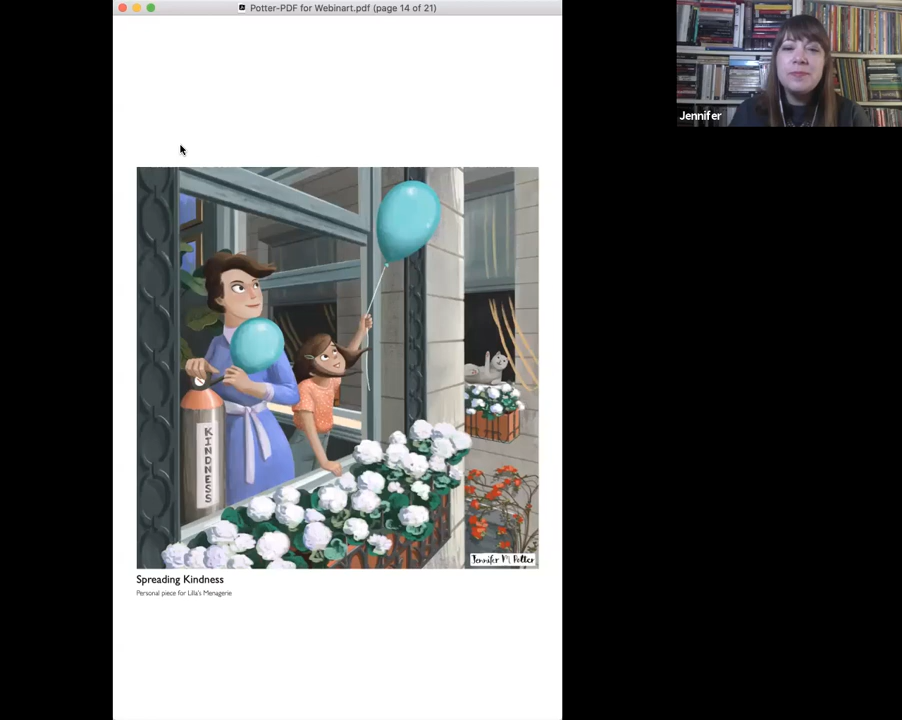 Potter-PDF for Webinart.pdf (page 14 of 21)
Jennifer
KINDNESS
Jennifer M Potter
Spreading Kindness
Personal piece for Lilla's Menagerie